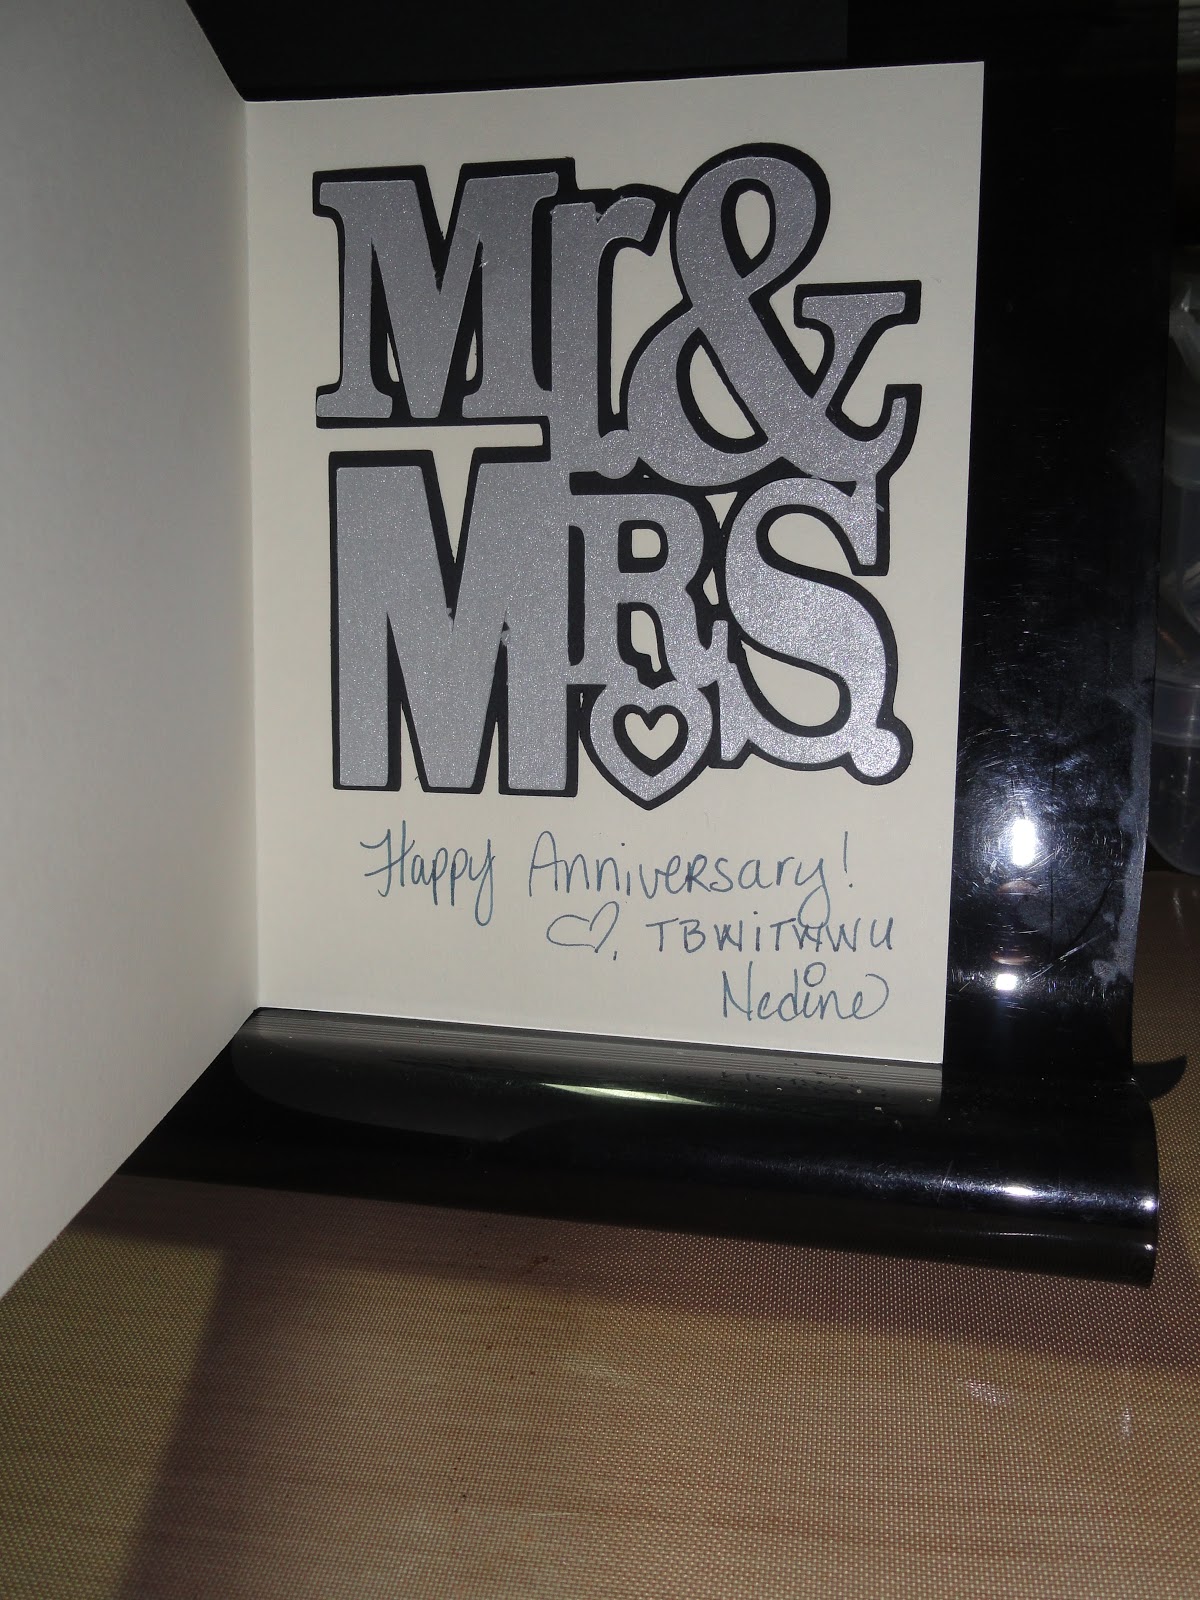 Mr &
MRS
Happy Anniversary!
♡, TBWiTWWU
Nedine